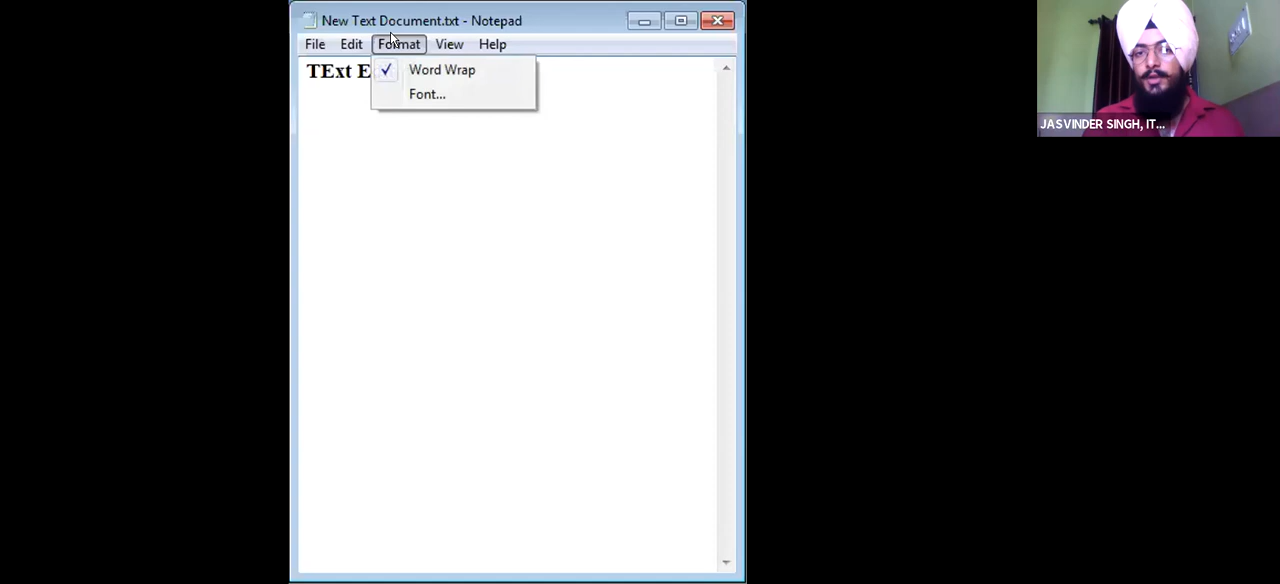 New Text Document.txt - Notepad
File Edit Format View Help
TExt E
Word Wrap
Font...
JASVINDER SINGH, IT...